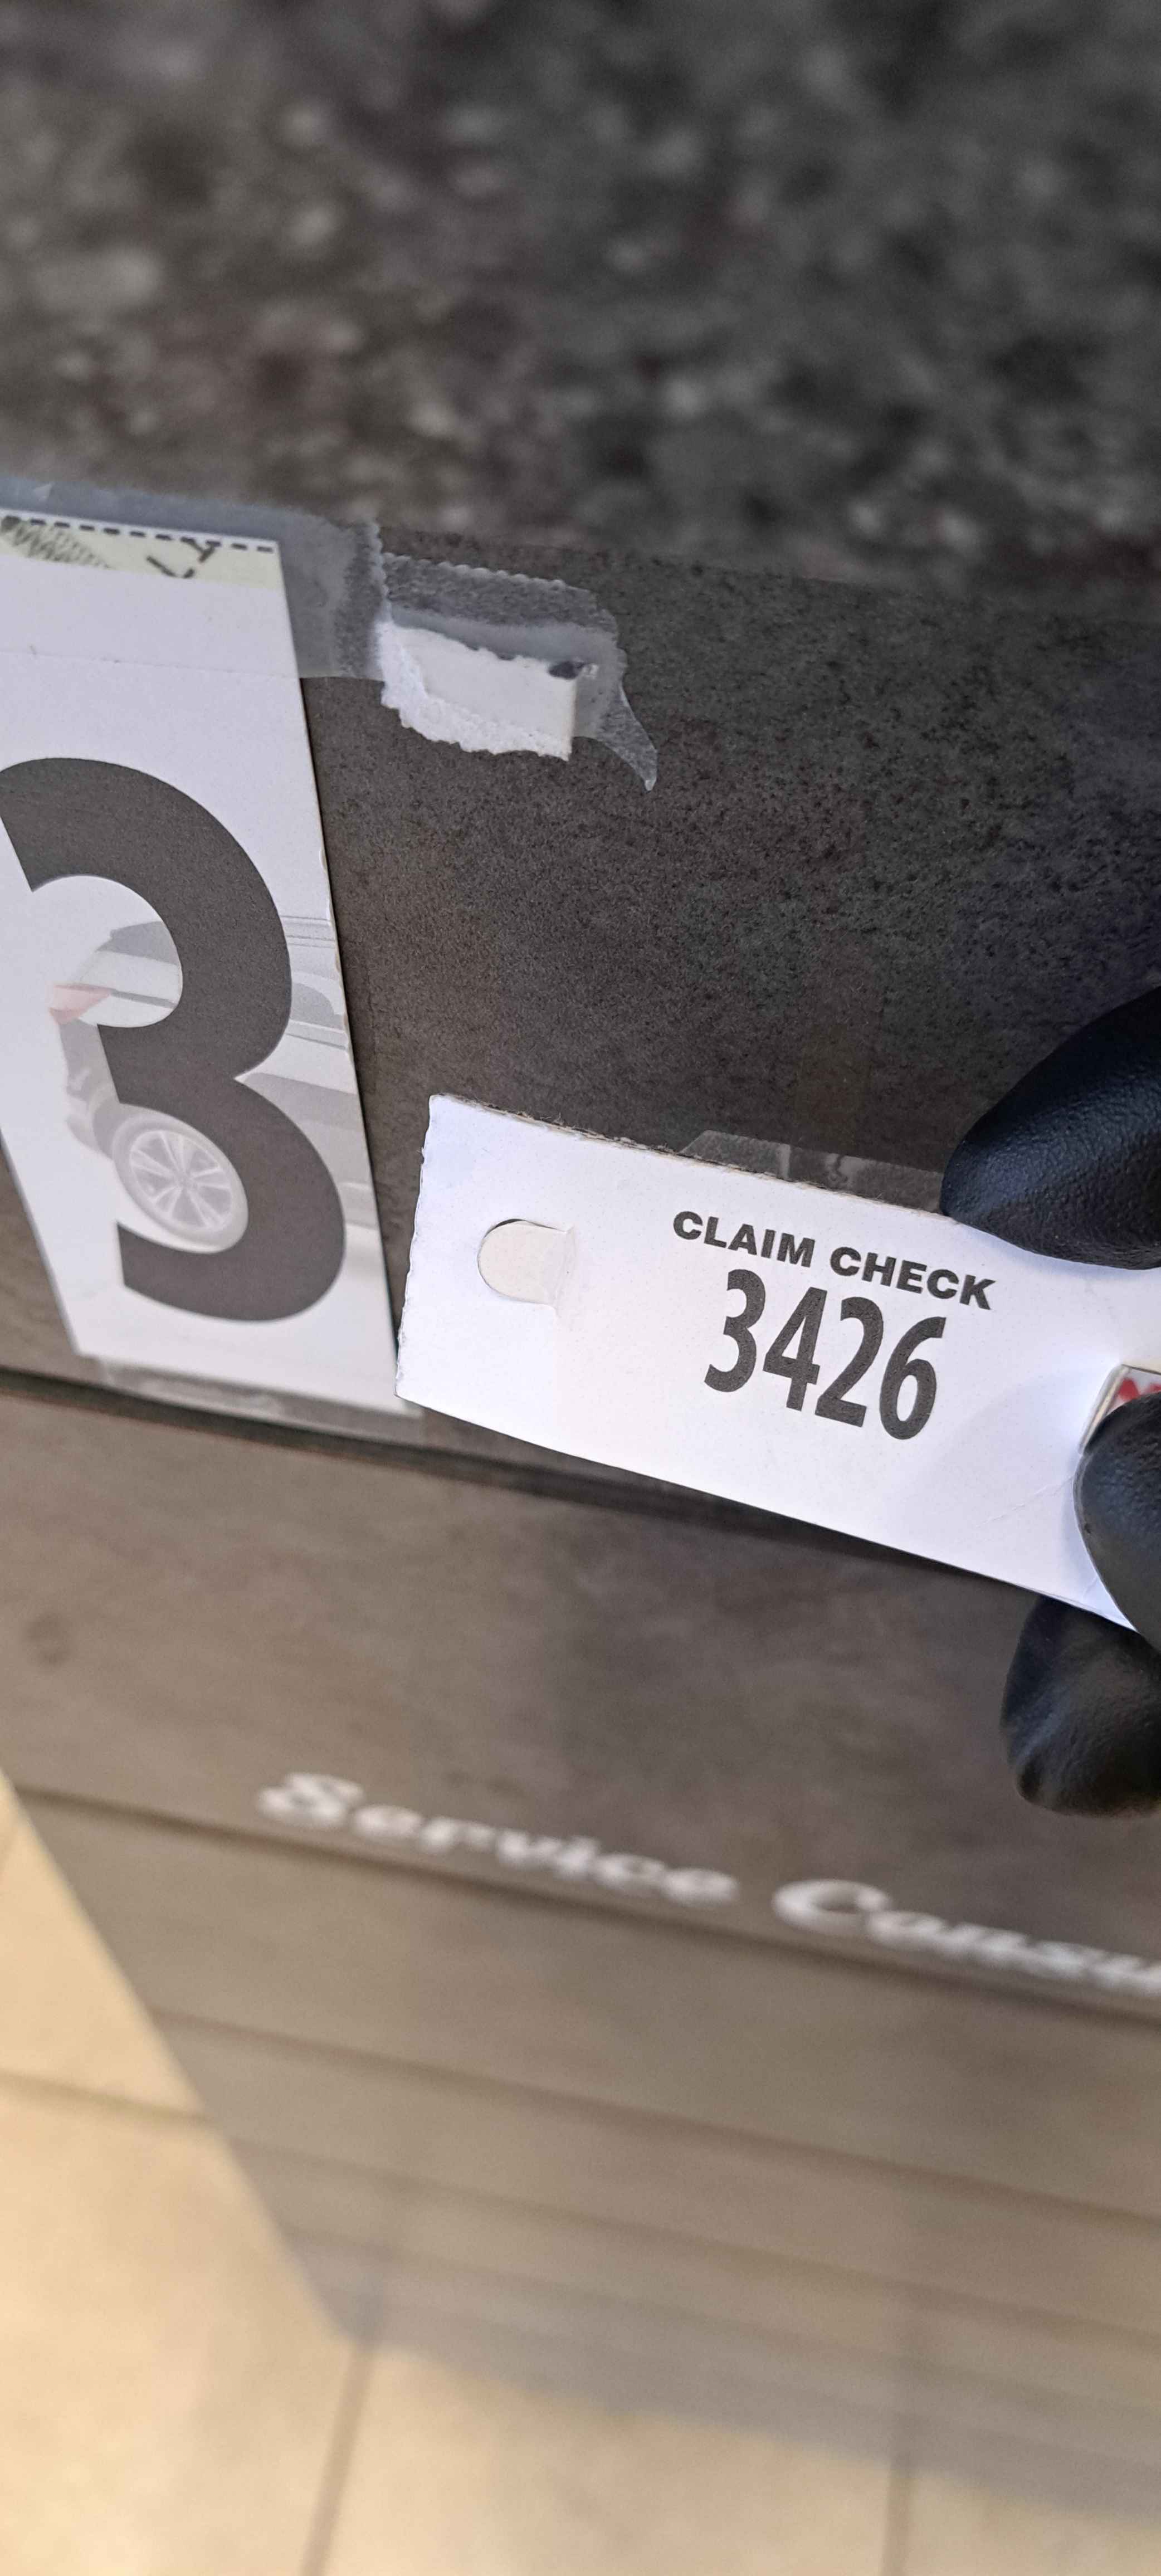 3
CLAIM CHECK
3426
Service